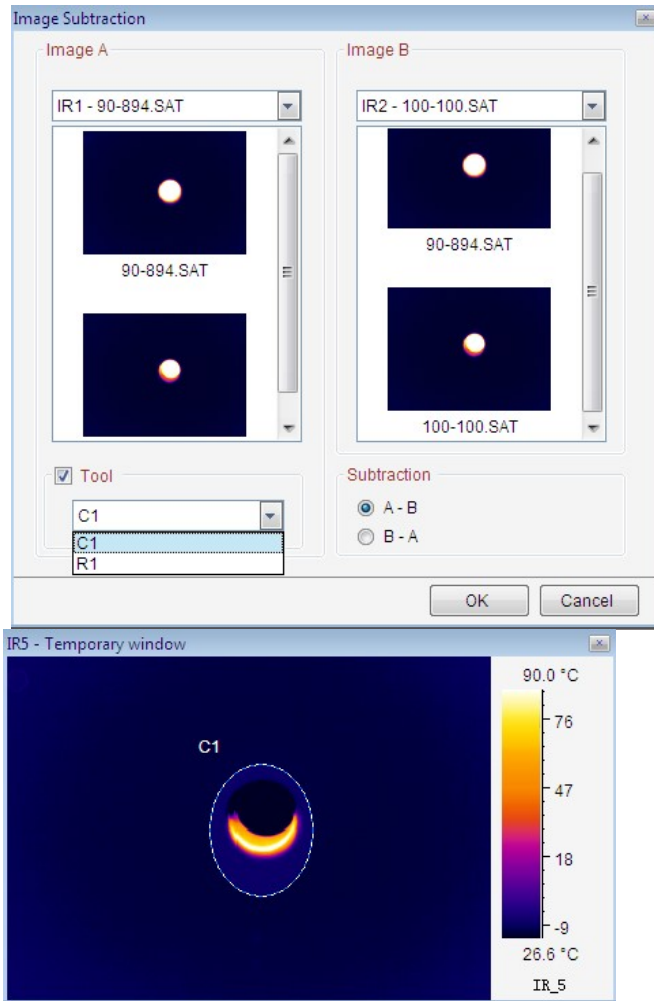 Image Subtraction
Image A
IR1 - 90-894.SAT
90-894.SAT
Tool
C1
C1
R1
Image B
IR2 - 100-100.SAT
90-894.SAT
100-100.SAT
Subtraction
A - B
B - A
OK
Cancel
IR5 - Temporary window
C1
90.0 °C
76
47
18
-9
26.6 °C
IR_5